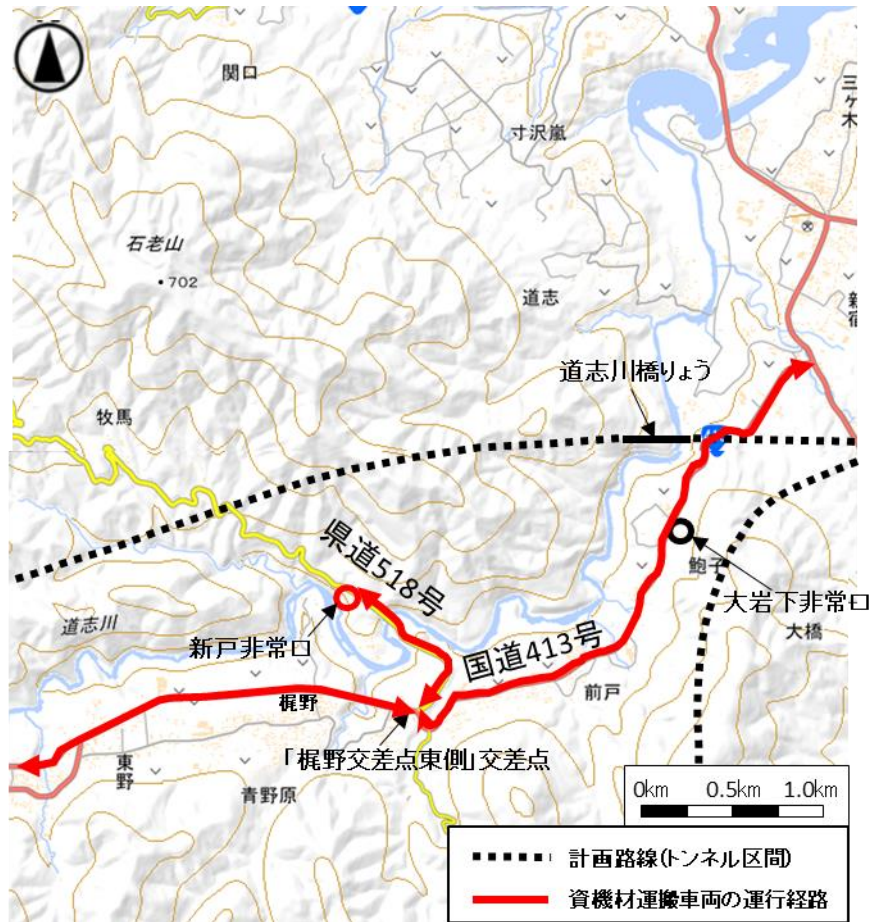 関口
三ケ木
寸沢嵐
石老山
・702
道志
新宿
道志川橋りょう
牧馬
県道518号
鮑子
大岩下非常口
道志川
新戸非常口
国道413号
大橋
梶野
前戸
「梶野交差点東側」交差点
東野
青野原
0km 0.5km 1.0km
計画路線(トンネル区間)
資機材運搬車両の運行経路